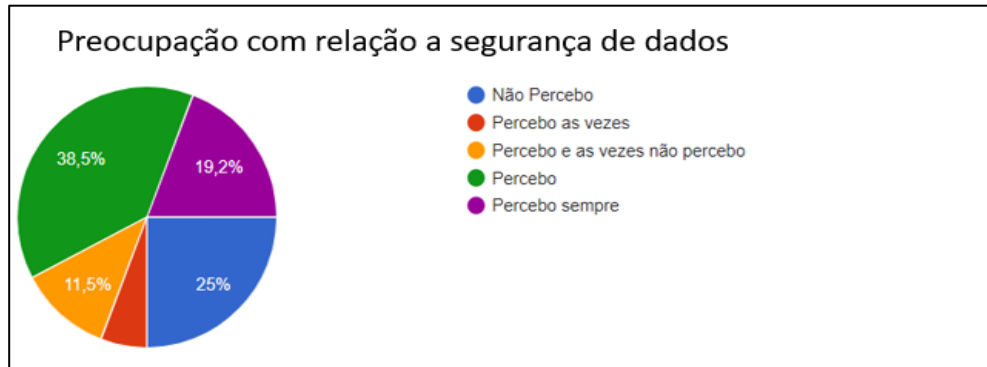 Preocupação com relação a segurança de dados
Não Percebo
Percebo as vezes
Percebo e as vezes não percebo
Percebo
Percebo sempre
38,5%
19,2%
11,5%
25%